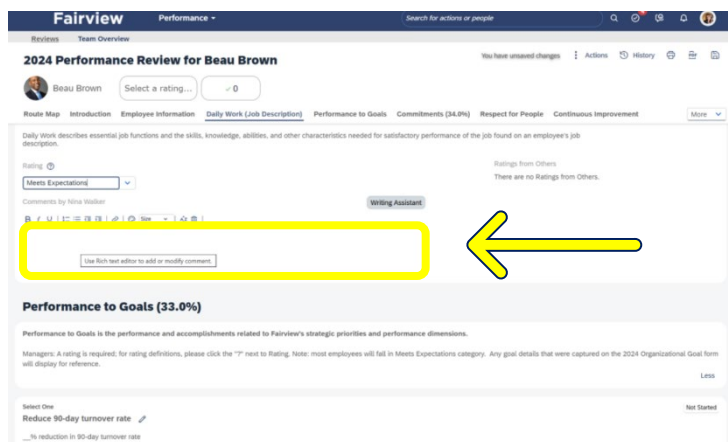 Fairview Performance Search for actions or people
Reviews Team Overview
2024 Performance Review for Beau Brown You have unsaved changes Actions History
Beau Brown Select a rating... 0
Route Map Introduction Employee Information Daily Work (Job Description) Performance to Goals Commitments (34.0%) Respect for People Continuous Improvement More
Daily Work describes essential job functions and the skills, knowledge, abilities, and other characteristics needed for satisfactory performance of the job found on an employee's job
description.
Rating ? Ratings from Others
Meets Expectations There are no Ratings from Others.
Comments by Nina Walker Writing Assistant
B I U Size
Use Rich text editor to add or modify comment.
Performance to Goals (33.0%)
Performance to Goals is the performance and accomplishments related to Fairview's strategic priorities and performance dimensions.
Managers: A rating is required; for rating definitions, please click the "?" next to Rating. Note: most employees will fall in Meets Expectations category. Any goal details that were captured on the 2024 Organizational Goal form
will display for reference.
Less
Select One Not Started
Reduce 90-day turnover rate
__% reduction in 90-day turnover rate